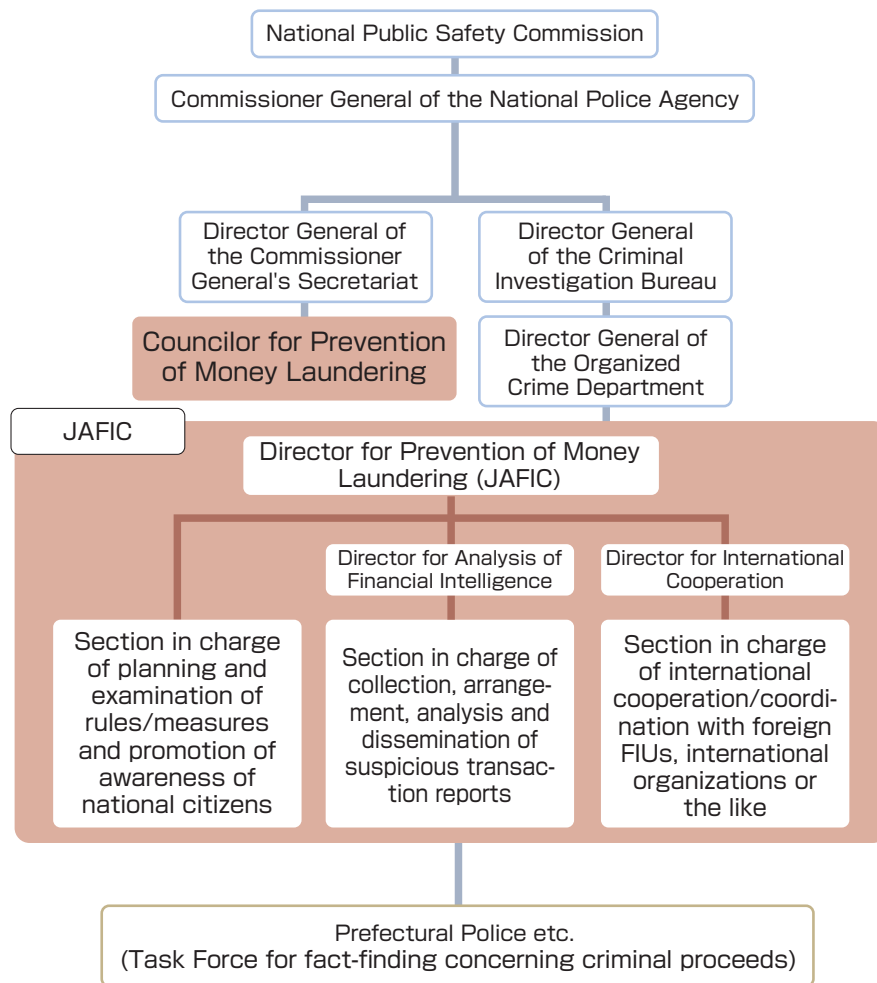 National Public Safety Commission
Commissioner General of the National Police Agency
Director General of
the Commissioner
General's Secretariat
Director General
of the Criminal
Investigation Bureau
Councilor for Prevention
of Money Laundering
Director General of
the Organized
Crime Department
JAFIC
Director for Prevention of Money
Laundering (JAFIC)
Director for Analysis of
Financial Intelligence
Director for International
Cooperation
Section in charge
of planning and
examination of
rules/measures
and promotion of
awareness of
national citizens
Section in charge of
collection, arrange-
ment, analysis and
dissemination of
suspicious transac-
tion reports
Section in charge
of international
cooperation/coordi-
nation with foreign
FIUs, international
organizations or
the like
Prefectural Police etc.
(Task Force for fact-finding concerning criminal proceeds)